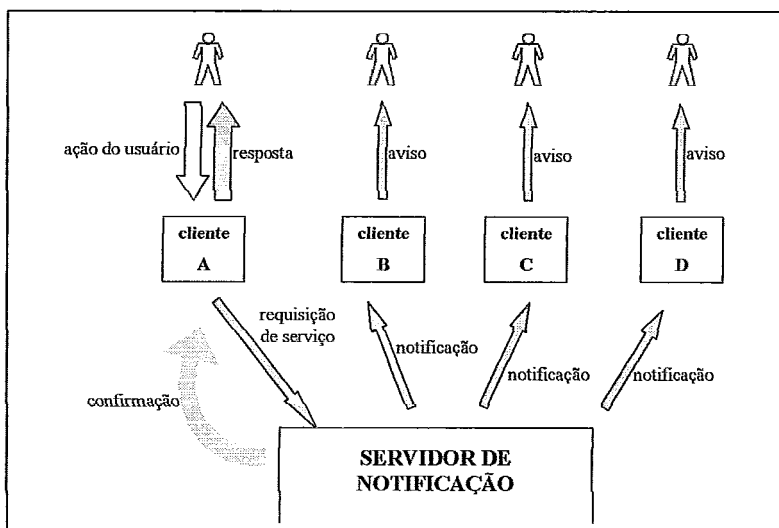 ação do usuário
resposta
aviso
aviso
aviso
cliente
A
cliente
B
cliente
C
cliente
D
requisição
de serviço
notificação
notificação
notificação
confirmação
SERVIDOR DE
NOTIFICAÇÃO